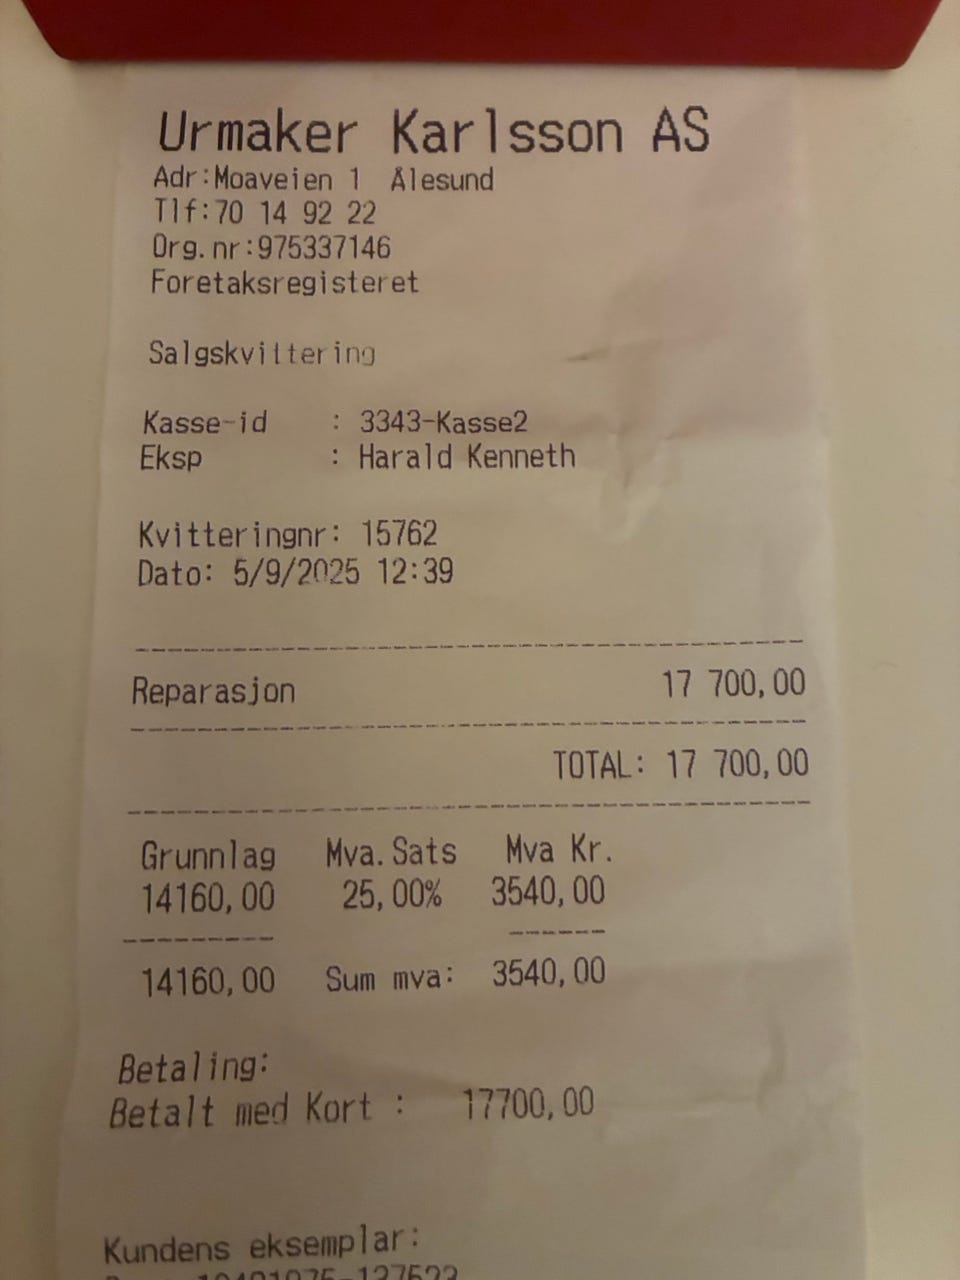 Urmaker Karlsson AS
Adr:Moaveien 1 Ålesund
Tlf:70 14 92 22
Org.nr:975337146
Foretaksregisteret
Salgskvittering
Kasse-id : 3343-Kasse2
Eksp : Harald Kenneth
Kvitteringnr: 15762
Dato: 5/9/2025 12:39
Reparasjon 17 700,00
TOTAL: 17 700,00
Grunnlag Mva.Sats Mva Kr.
14160,00 25,00% 3540,00
14160,00 Sum mva: 3540,00
Betaling:
Betalt med Kort : 17700,00
Kundens eksemplar: